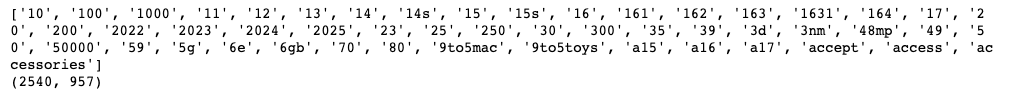 ['10', '100', '1000', '11', '12', '13', '14', '14s', '15', '15s', '16', '161', '162', '163', '1631', '164', '17', '2
0', '200', '2022', '2023', '2024', '2025', '23', '25', '250', '30', '300', '35', '39', '3d', '3nm', '48mp', '49', '5
0', '50000', '59', '5g', '6e', '6gb', '70', '80', '9to5mac', '9to5toys', 'a15', 'a16', 'a17', 'accept', 'access', 'ac
cessories']
(2540, 957)